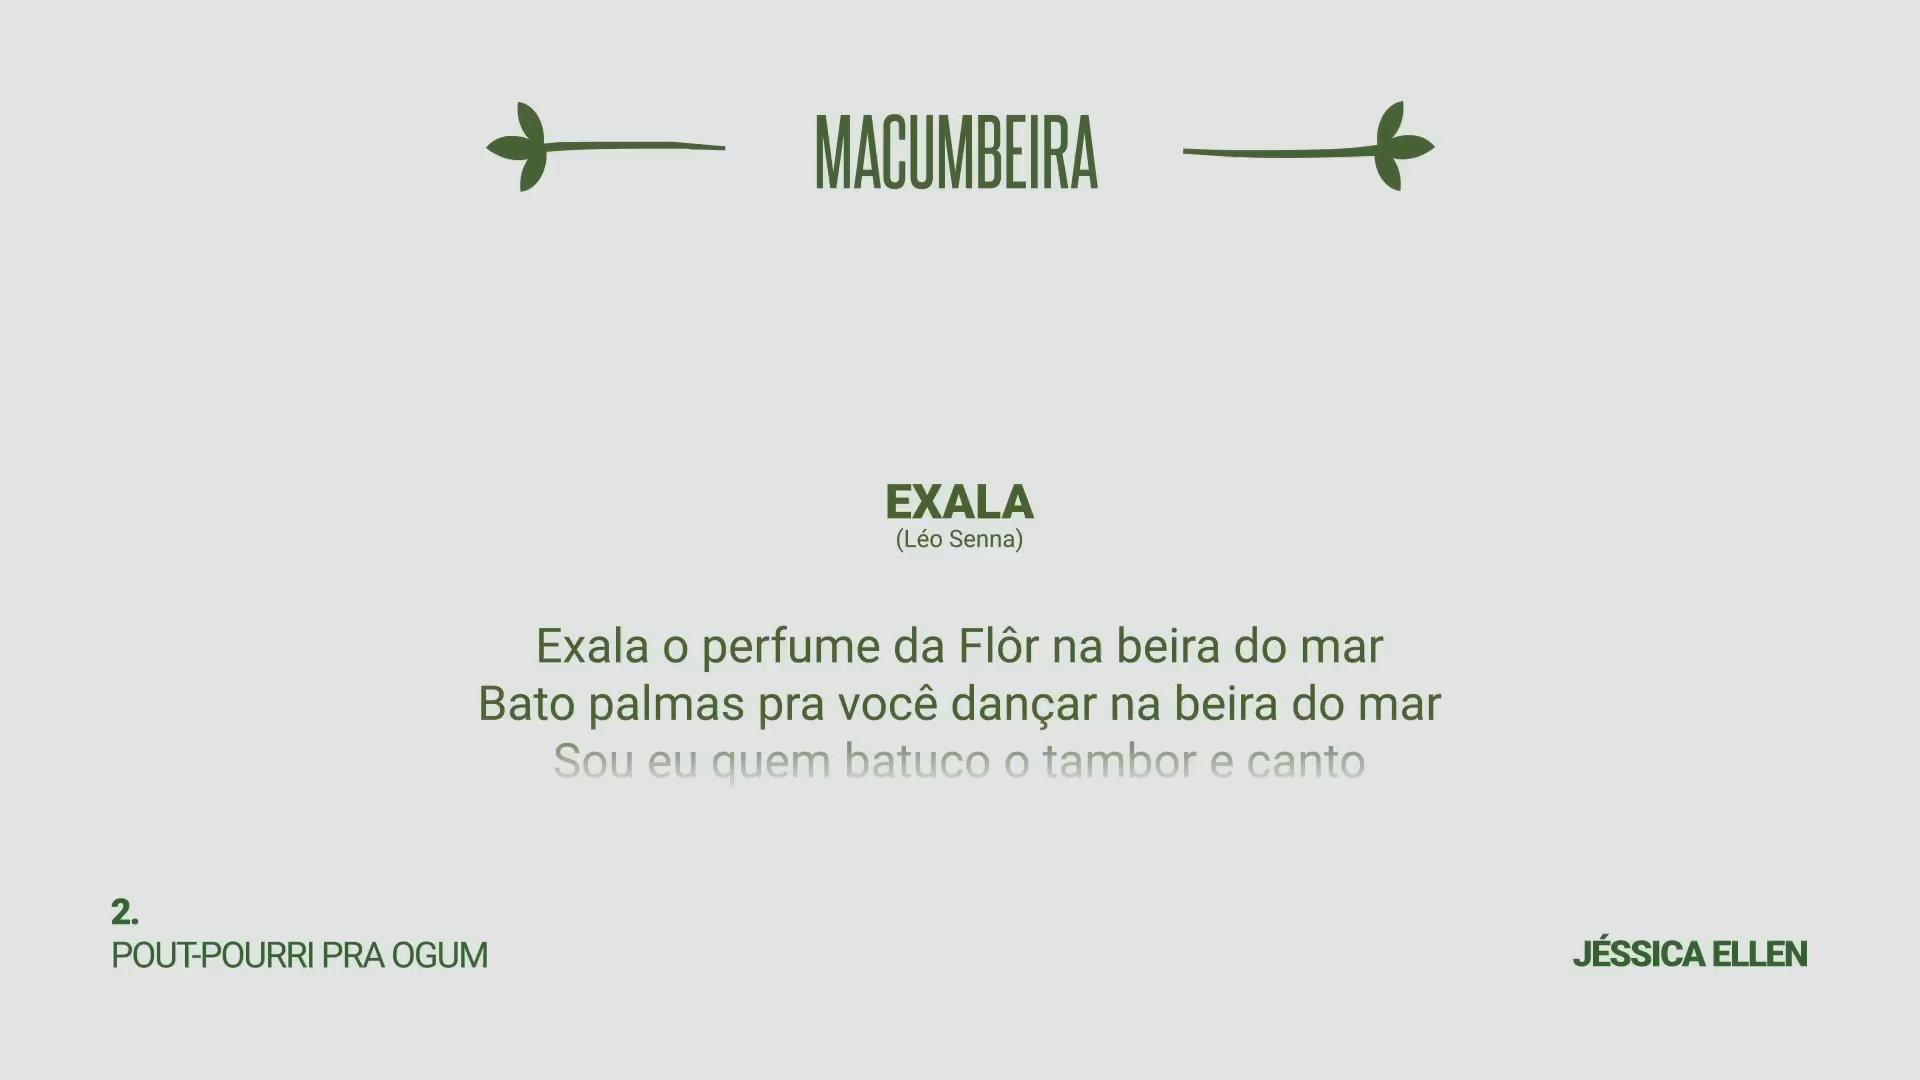 MACUMBEIRA
EXALA
(Léo Senna)
Exala o perfume da Flôr na beira do mar
Bato palmas pra você dançar na beira do mar
Sou eu quem batuco o tambor e canto
2.
POUT-POURRI PRA OGUM
JÉSSICA ELLEN